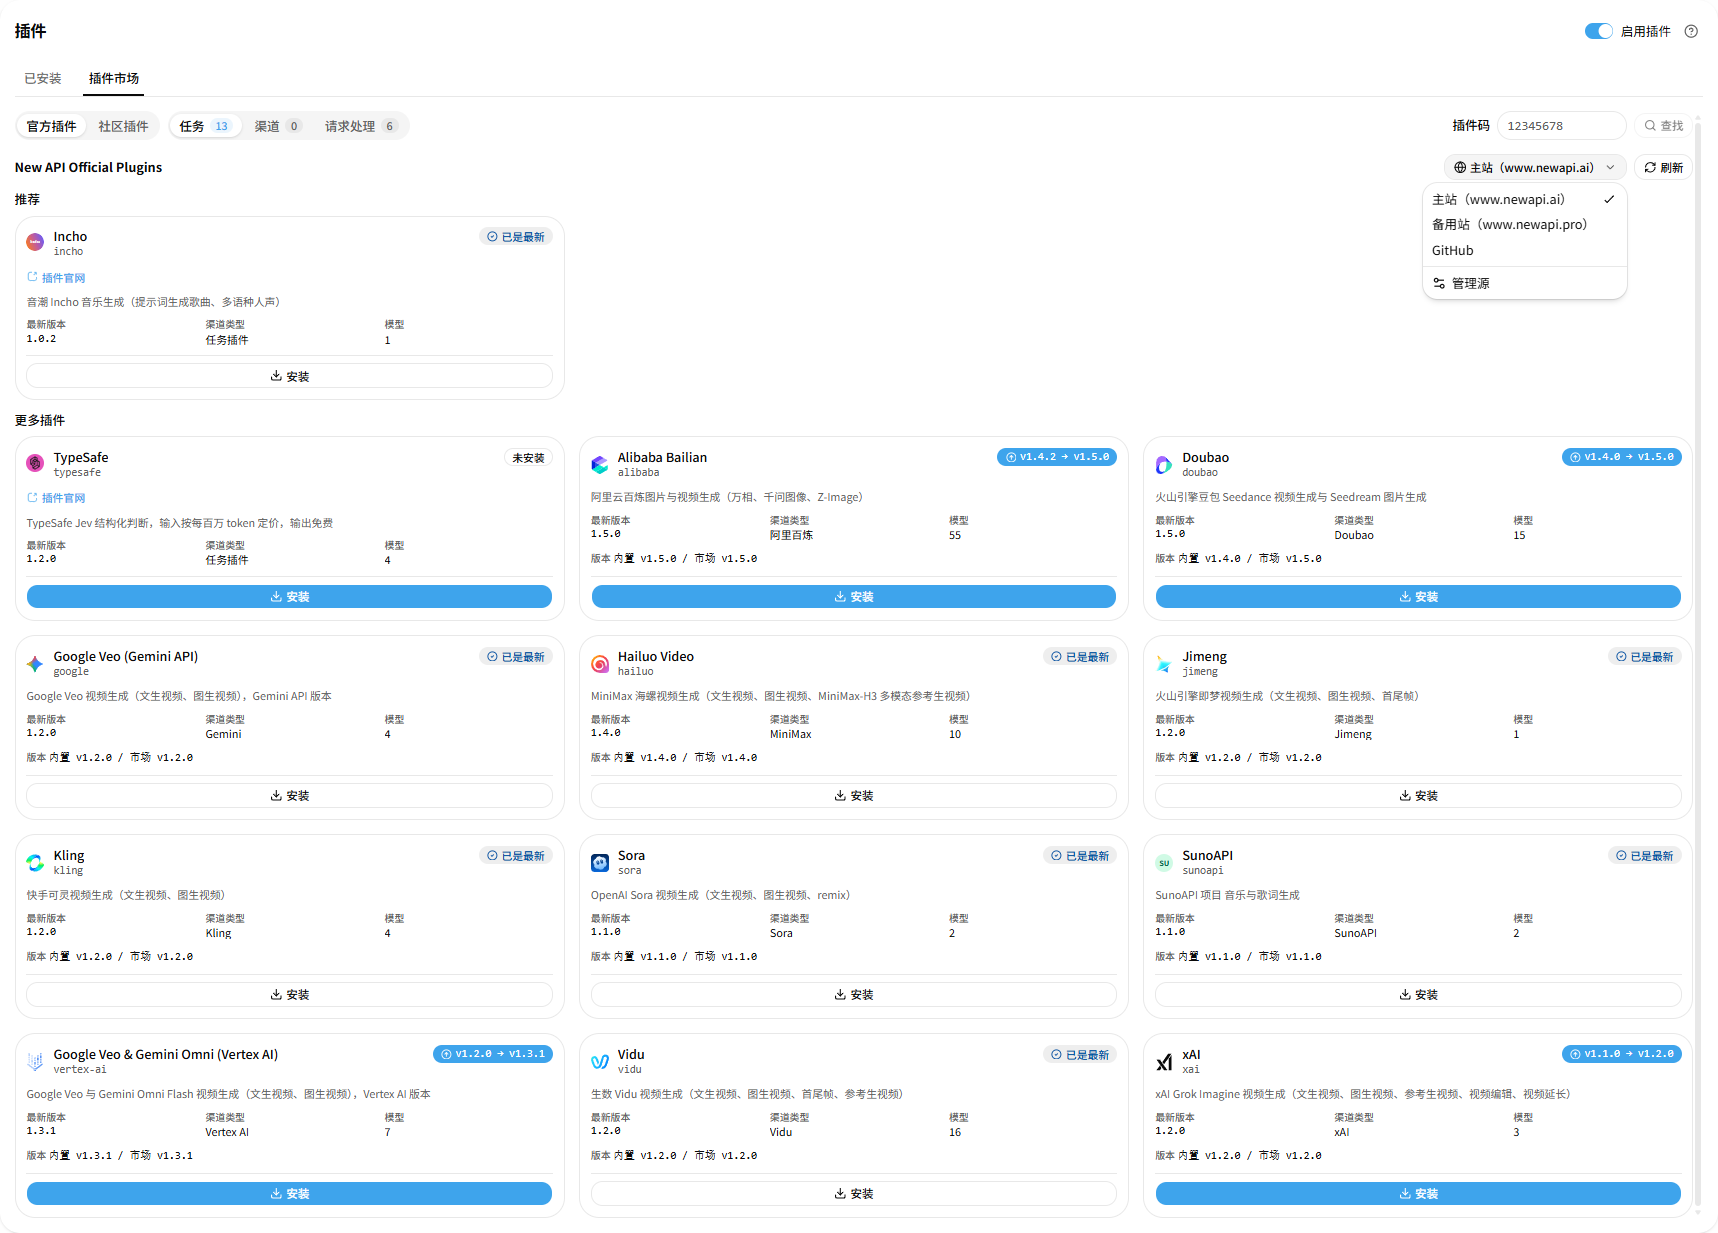 插件
启用插件
已安装 插件市场
官方插件 社区插件 任务 13 渠道 0 请求处理 6
插件码 12345678 查找
New API Official Plugins
主站（www.newapi.ai） 刷新
主站（www.newapi.ai）
备用站（www.newapi.pro）
GitHub
管理源
推荐
Incho 已是最新
incho
插件官网
音潮 Incho 音乐生成（提示词生成歌曲、多语种人声）
最新版本 渠道类型 模型
1.0.2 任务插件 1
安装
更多插件
TypeSafe 未安装
typesafe
插件官网
TypeSafe Jev 结构化判断，输入按每百万 token 定价，输出免费
最新版本 渠道类型 模型
1.2.0 任务插件 4
安装
Alibaba Bailian v1.4.2 → v1.5.0
alibaba
阿里云百炼图片与视频生成（万相、千问图像、Z-Image）
最新版本 渠道类型 模型
1.5.0 阿里百炼 55
版本 内置 v1.5.0 / 市场 v1.5.0
安装
Doubao v1.4.0 → v1.5.0
doubao
火山引擎豆包 Seedance 视频生成与 Seedream 图片生成
最新版本 渠道类型 模型
1.5.0 Doubao 15
版本 内置 v1.4.0 / 市场 v1.5.0
安装
Google Veo (Gemini API) 已是最新
google
Google Veo 视频生成（文生视频、图生视频），Gemini API 版本
最新版本 渠道类型 模型
1.2.0 Gemini 4
版本 内置 v1.2.0 / 市场 v1.2.0
安装
Hailuo Video 已是最新
hailuo
MiniMax 海螺视频生成（文生视频、图生视频、MiniMax-H3 多模态参考生视频）
最新版本 渠道类型 模型
1.4.0 MiniMax 10
版本 内置 v1.4.0 / 市场 v1.4.0
安装
Jimeng 已是最新
jimeng
火山引擎即梦视频生成（文生视频、图生视频、首尾帧）
最新版本 渠道类型 模型
1.2.0 Jimeng 1
版本 内置 v1.2.0 / 市场 v1.2.0
安装
Kling 已是最新
kling
快手可灵视频生成（文生视频、图生视频）
最新版本 渠道类型 模型
1.2.0 Kling 4
版本 内置 v1.2.0 / 市场 v1.2.0
安装
Sora 已是最新
sora
OpenAI Sora 视频生成（文生视频、图生视频、remix）
最新版本 渠道类型 模型
1.1.0 Sora 2
版本 内置 v1.1.0 / 市场 v1.1.0
安装
SU SunoAPI 已是最新
sunoapi
SunoAPI 项目 音乐与歌词生成
最新版本 渠道类型 模型
1.1.0 SunoAPI 2
版本 内置 v1.1.0 / 市场 v1.1.0
安装
Google Veo & Gemini Omni (Vertex AI) v1.2.0 → v1.3.1
vertex-ai
Google Veo 与 Gemini Omni Flash 视频生成（文生视频、图生视频），Vertex AI 版本
最新版本 渠道类型 模型
1.3.1 Vertex AI 7
版本 内置 v1.3.1 / 市场 v1.3.1
安装
Vidu 已是最新
vidu
生数 Vidu 视频生成（文生视频、图生视频、首尾帧、参考生视频）
最新版本 渠道类型 模型
1.2.0 Vidu 16
版本 内置 v1.2.0 / 市场 v1.2.0
安装
xAI v1.1.0 → v1.2.0
xai
xAI Grok Imagine 视频生成（文生视频、图生视频、参考生视频、视频编辑、视频延长）
最新版本 渠道类型 模型
1.2.0 xAI 3
版本 内置 v1.2.0 / 市场 v1.2.0
安装